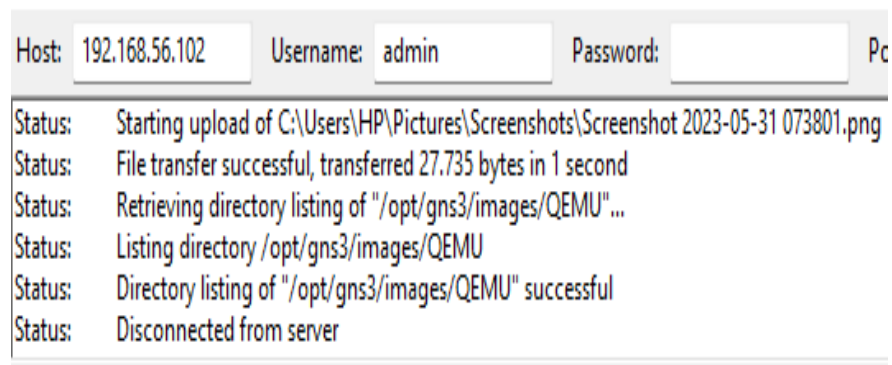 Host: 192.168.56.102 Username: admin Password: Po
Status: Starting upload of C:\Users\HP\Pictures\Screenshots\Screenshot 2023-05-31 073801.png
Status: File transfer successful, transferred 27.735 bytes in 1 second
Status: Retrieving directory listing of "/opt/gns3/images/QEMU"...
Status: Listing directory /opt/gns3/images/QEMU
Status: Directory listing of "/opt/gns3/images/QEMU" successful
Status: Disconnected from server